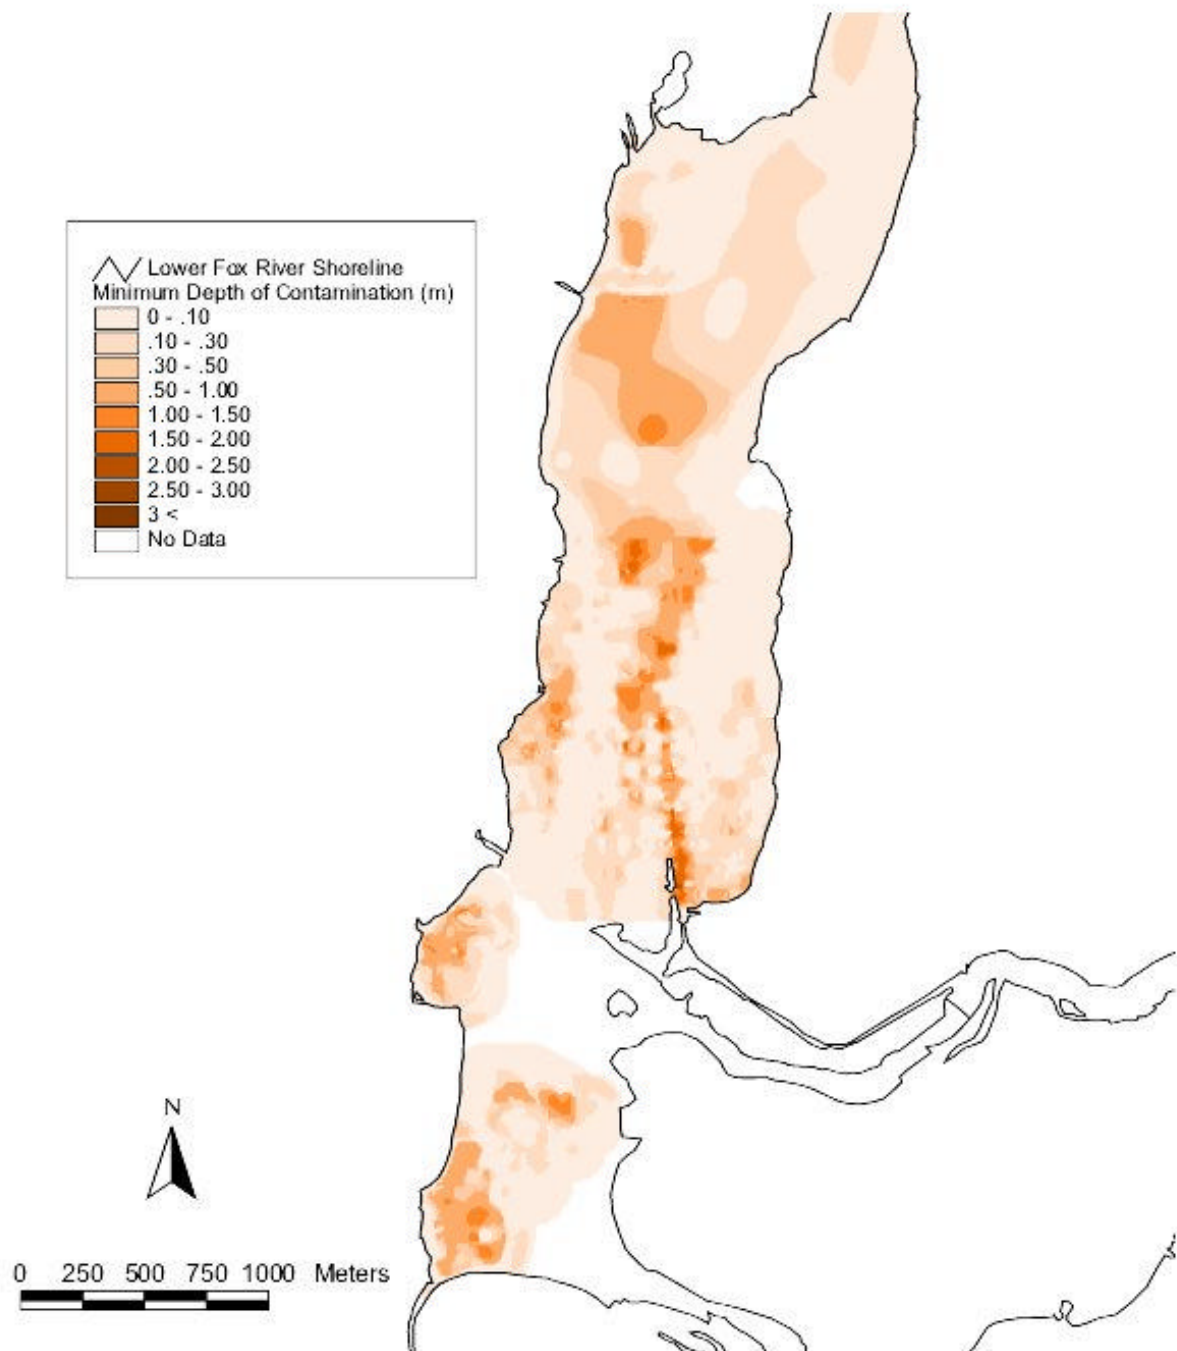 Lower Fox River Shoreline
Minimum Depth of Contamination (m)
0 - .10
.10 - .30
.30 - .50
.50 - 1.00
1.00 - 1.50
1.50 - 2.00
2.00 - 2.50
2.50 - 3.00
3 <
No Data
N
0 250 500 750 1000 Meters